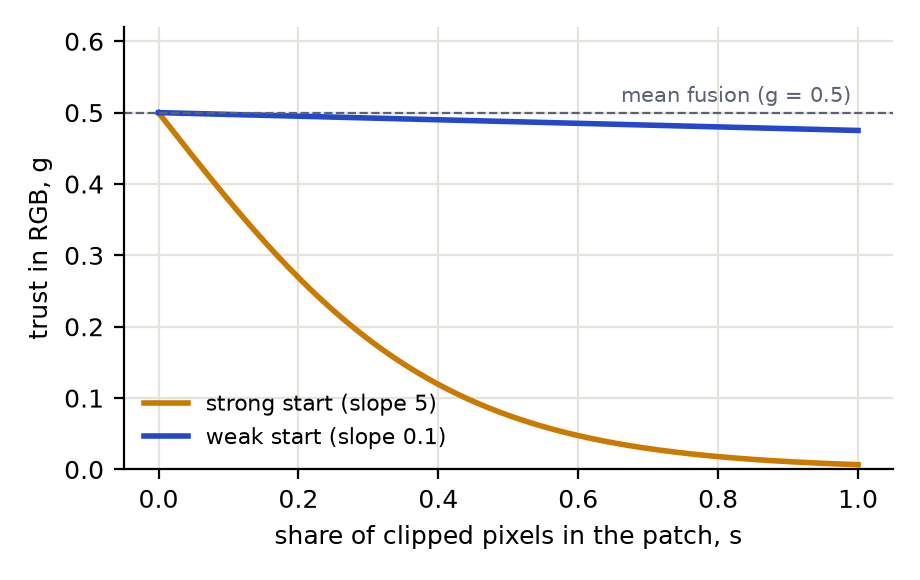 0.6
mean fusion (g = 0.5)
0.5
0.4
0.3
0.2
0.1
0.0
trust in RGB, g
strong start (slope 5)
weak start (slope 0.1)
0.0 0.2 0.4 0.6 0.8 1.0
share of clipped pixels in the patch, s